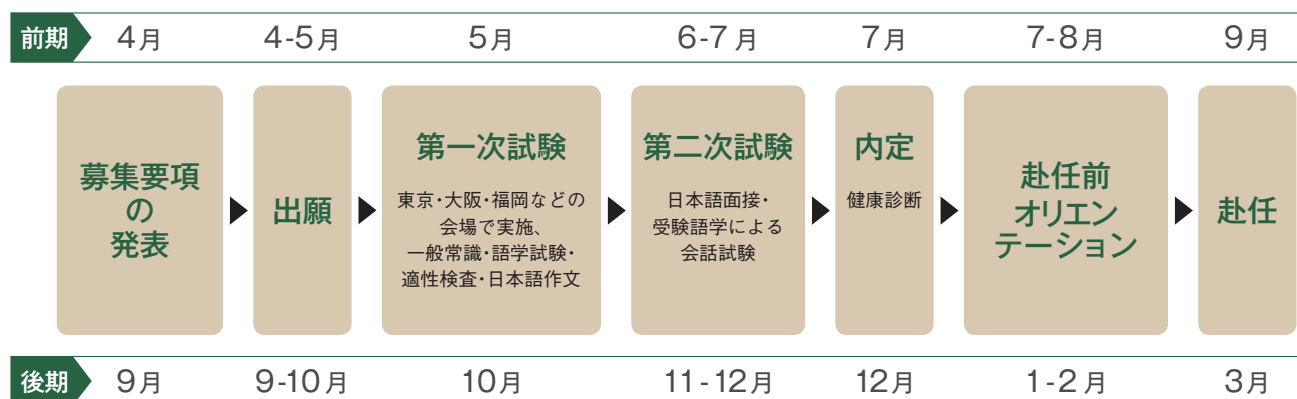 前期 4月 4-5月 5月 6-7月 7月 7-8月 9月
募集要項
の
発表
出願
第一次試験
東京・大阪・福岡などの
会場で実施、
一般常識・語学試験・
適性検査・日本語作文
第二次試験
日本語面接・
受験語学による
会話試験
内定
健康診断
赴任前
オリエン
テーション
赴任
後期 9月 9-10月 10月 11-12月 12月 1-2月 3月